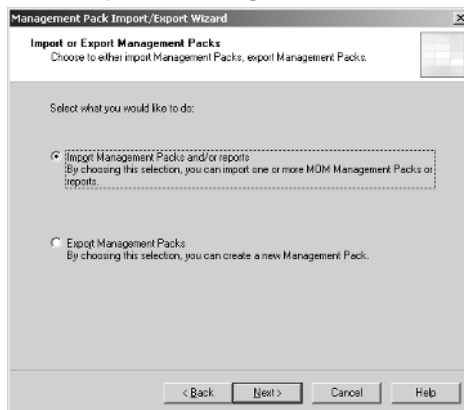 Management Pack Import/Export Wizard
Import or Export Management Packs
Choose to either import Management Packs, export Management Packs.
Select what you would like to do:
Import Management Packs and/or reports
By choosing this selection, you can import one or more MOM Management Packs or
reports.
Export Management Packs
By choosing this selection, you can create a new Management Pack.
< Back
Next >
Cancel
Help